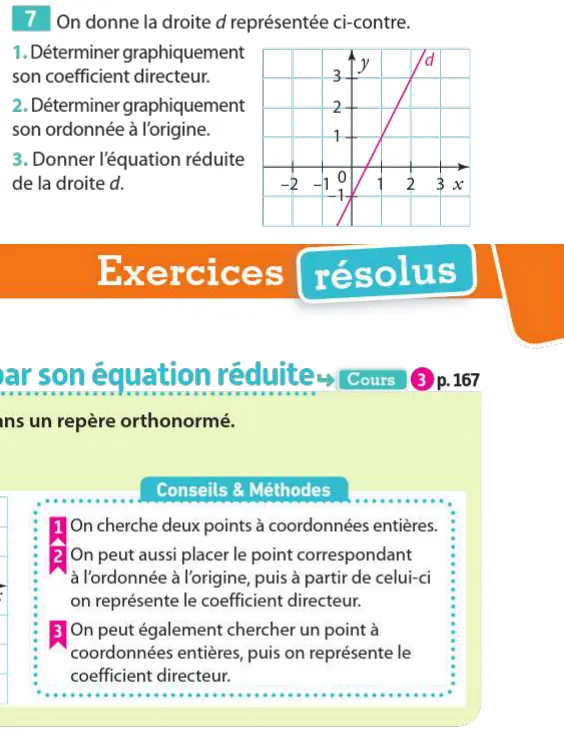 7 On donne la droite d représentée ci-contre.
1. Déterminer graphiquement
son coefficient directeur.
2. Déterminer graphiquement
son ordonnée à l'origine.
3. Donner l'équation réduite
de la droite d.
y
d
3
2
1
0
–2 –1 1 2 3 x
–1
Exercices résolus
par son équation réduite Cours 3 p. 167
ans un repère orthonormé.
Conseils & Méthodes
1 On cherche deux points à coordonnées entières.
2 On peut aussi placer le point correspondant
à l'ordonnée à l'origine, puis à partir de celui-ci
on représente le coefficient directeur.
3 On peut également chercher un point à
coordonnées entières, puis on représente le
coefficient directeur.